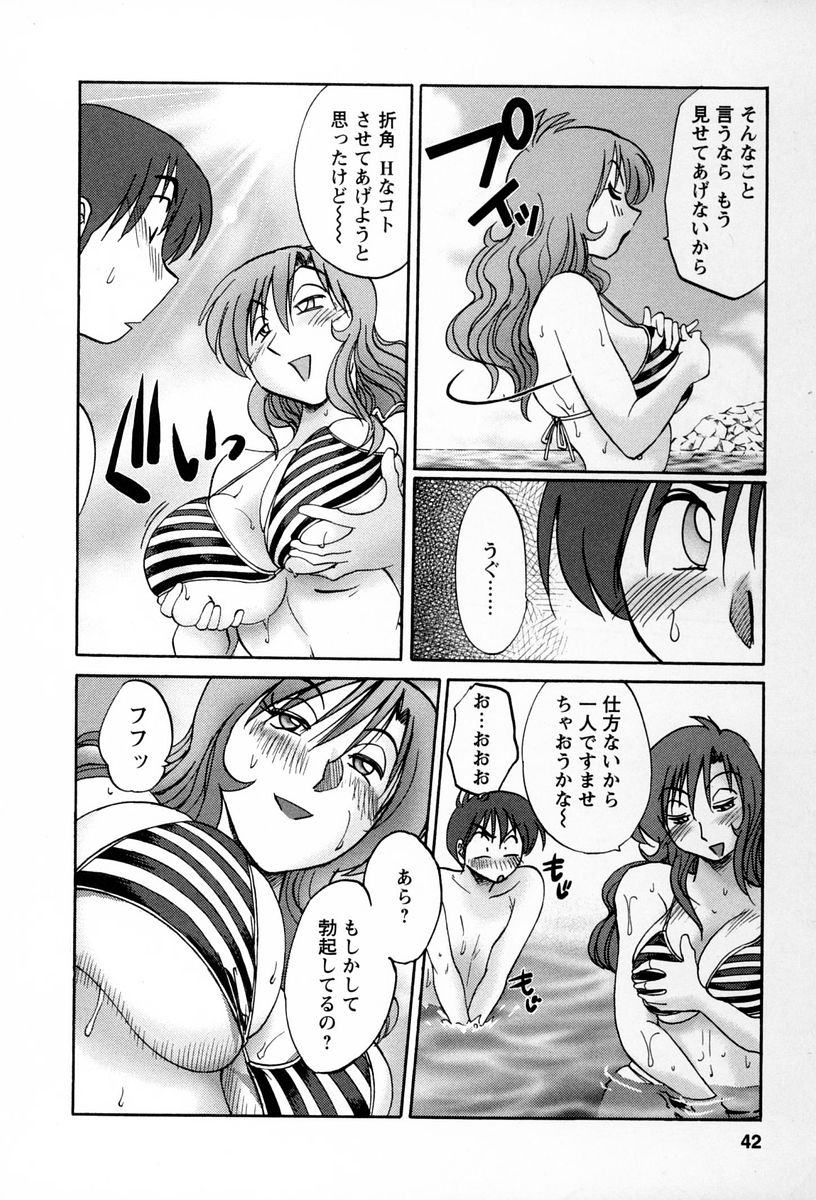 そんなこと
言うなら もう
見せてあげないから
プイッ
折角 Hなコト
させてあげようと
思ったけど〜〜
ぐいっ
うぐ……
仕方ないから
一人ですませ
ちゃおうかな〜
お…おおお
もじ
もじ
フフッ
あら?
もしかして
勃起してるの?
42